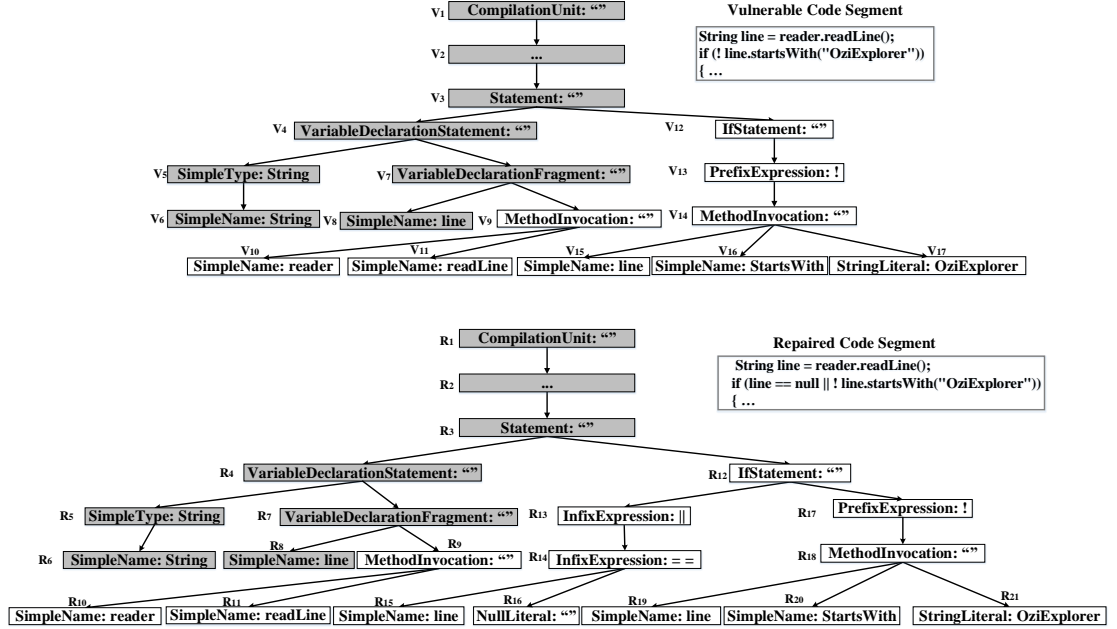 V1 CompilationUnit: “”
Vulnerable Code Segment
String line = reader.readLine();
if (! line.startsWith("OziExplorer"))
{ ...
V2 ...
V3 Statement: “”
V4 VariableDeclarationStatement: “”
V12 IfStatement: “”
V5 SimpleType: String
V7 VariableDeclarationFragment: “”
V13 PrefixExpression: !
V6 SimpleName: String
V8 SimpleName: line
V9 MethodInvocation: “”
V14 MethodInvocation: “”
V10 SimpleName: reader
V11 SimpleName: readLine
V15 SimpleName: line
V16 SimpleName: StartsWith
V17 StringLiteral: OziExplorer
R1 CompilationUnit: “”
Repaired Code Segment
String line = reader.readLine();
if (line == null || ! line.startsWith("OziExplorer"))
{ ...
R2 ...
R3 Statement: “”
R4 VariableDeclarationStatement: “”
R12 IfStatement: “”
R5 SimpleType: String
R7 VariableDeclarationFragment: “”
R13 InfixExpression: ||
R17 PrefixExpression: !
R6 SimpleName: String
R8 SimpleName: line
R9 MethodInvocation: “”
R14 InfixExpression: = =
R18 MethodInvocation: “”
R10 SimpleName: reader
R11 SimpleName: readLine
R15 SimpleName: line
R16 NullLiteral: “”
R19 SimpleName: line
R20 SimpleName: StartsWith
R21 StringLiteral: OziExplorer